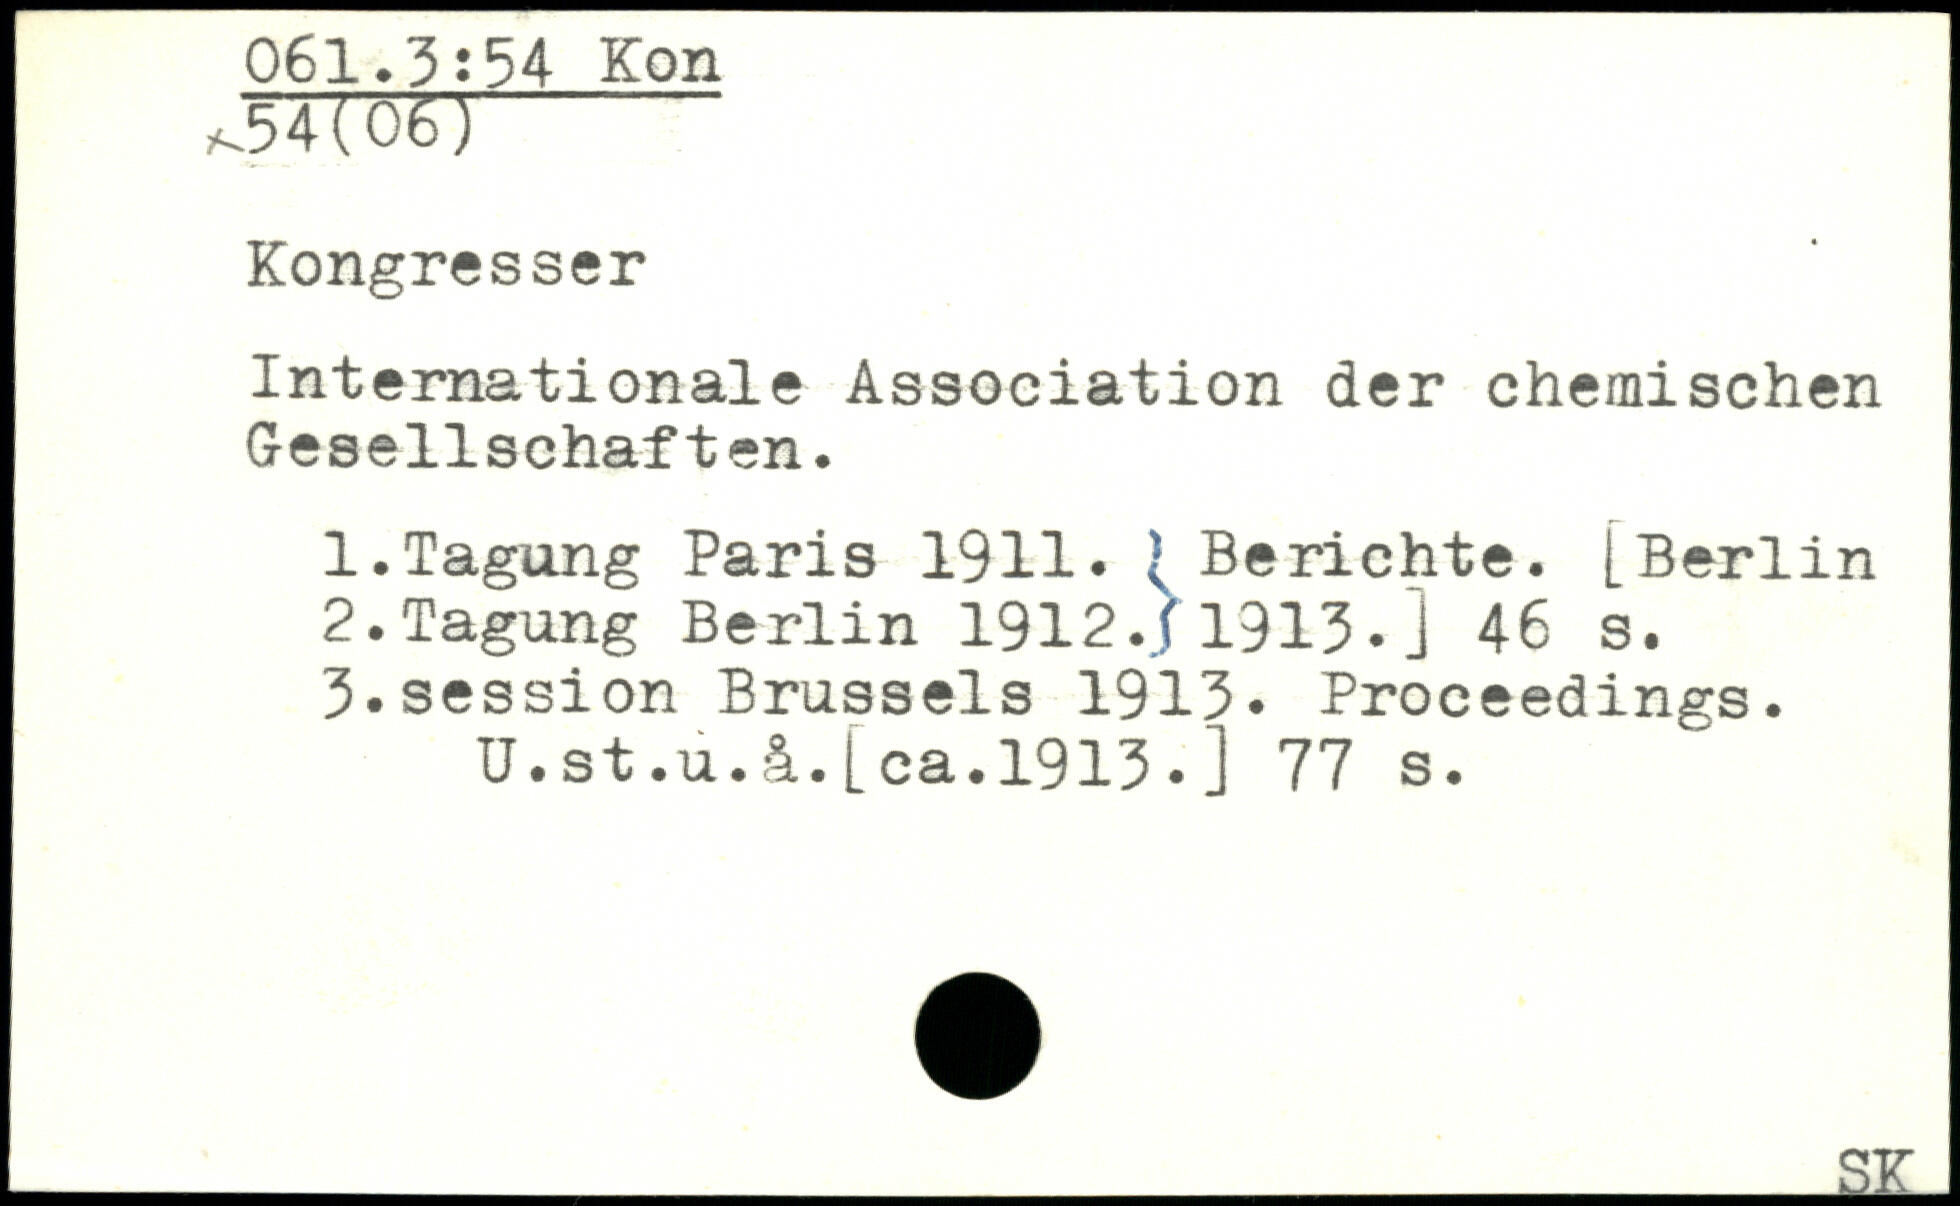 061.3:54 Kon
x54(06)
Kongresser
Internationale Association der chemischen
Gesellschaften.
1.Tagung Paris 1911. } Berichte. [Berlin
2.Tagung Berlin 1912.} 1913.] 46 s.
3.session Brussels 1913. Proceedings.
U.st.u.å.[ca.1913.] 77 s.
SK